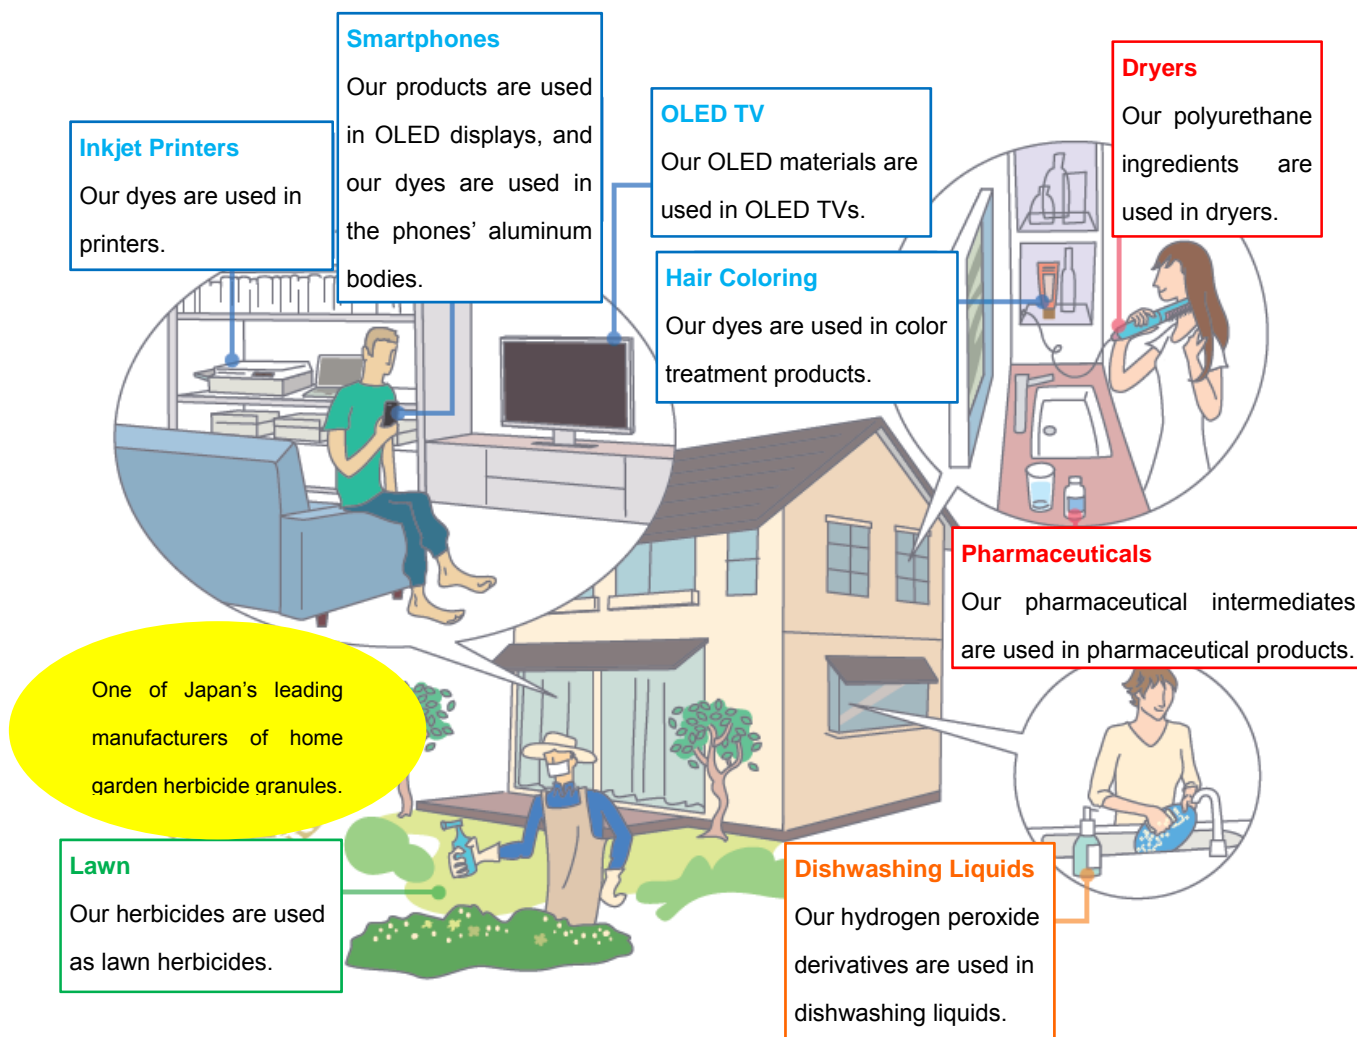 Smartphones
Our products are used
in OLED displays, and
our dyes are used in
the phones’ aluminum
bodies.
Dryers
Our polyurethane
ingredients are
used in dryers.
OLED TV
Our OLED materials are
used in OLED TVs.
Inkjet Printers
Our dyes are used in
printers.
Hair Coloring
Our dyes are used in color
treatment products.
Pharmaceuticals
Our pharmaceutical intermediates
are used in pharmaceutical products.
One of Japan’s leading
manufacturers of home
garden herbicide granules.
Lawn
Our herbicides are used
as lawn herbicides.
Dishwashing Liquids
Our hydrogen peroxide
derivatives are used in
dishwashing liquids.